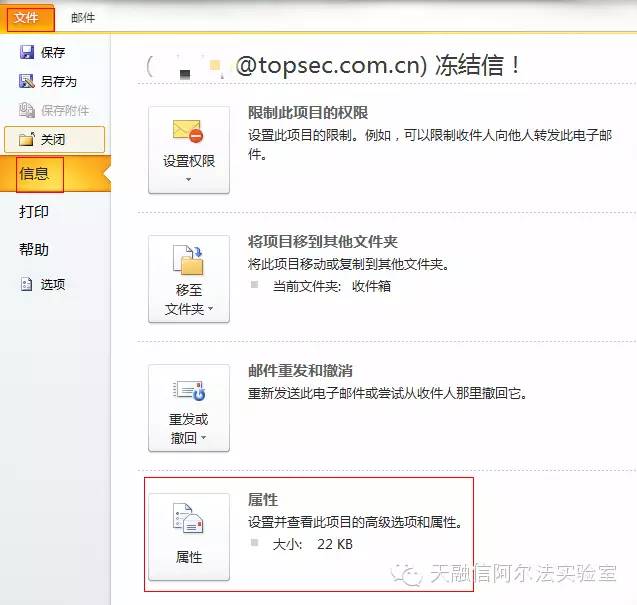 文件 邮件
保存
另存为
保存附件
关闭
信息
打印
帮助
选项
( @topsec.com.cn) 冻结信！
设置权限
限制此项目的权限
设置此项目的限制。例如，可以限制收件人向他人转发此电子邮
件。
移至
文件夹
将项目移到其他文件夹
将此项目移动或复制到其他文件夹。
当前文件夹: 收件箱
重发或
撤回
邮件重发和撤消
重新发送此电子邮件或尝试从收件人那里撤回它。
属性
属性
设置并查看此项目的高级选项和属性。
大小: 22 KB
天融信阿尔法实验室